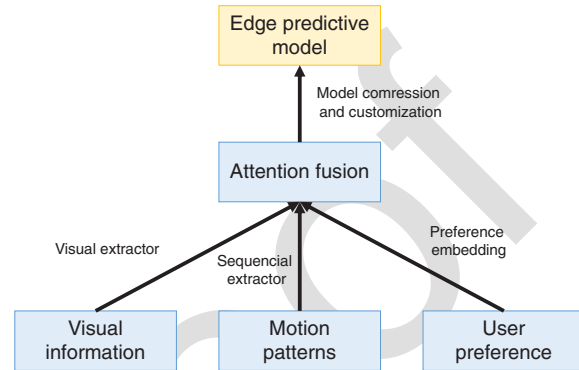 Edge predictive
model
Model comression
and customization
Attention fusion
Visual extractor
Sequencial
extractor
Preference
embedding
Visual
information
Motion
patterns
User
preference